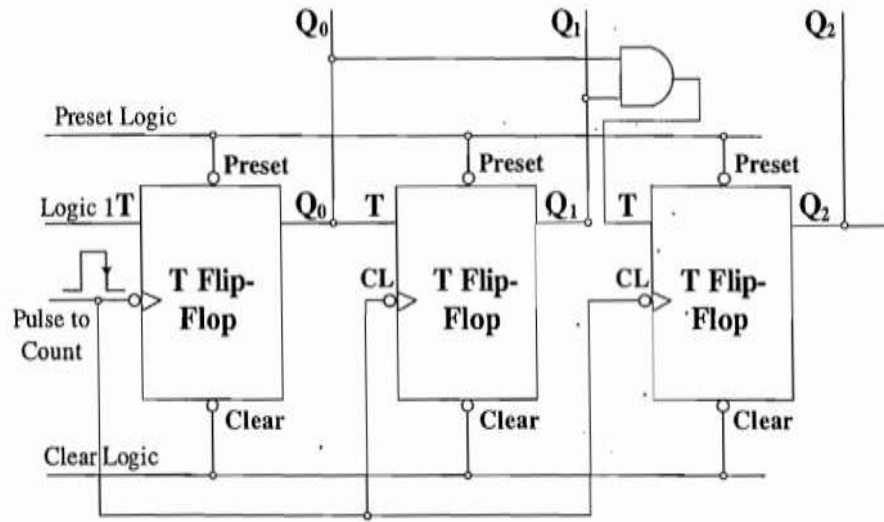 Q0
Q1
Q2
Preset Logic
Preset
Preset
Preset
Logic 1
T
Q0
T
Q1
T
Q2
T Flip-
Flop
CL
T Flip-
Flop
CL
T Flip-
Flop
Pulse to
Count
Clear
Clear
Clear
Clear Logic